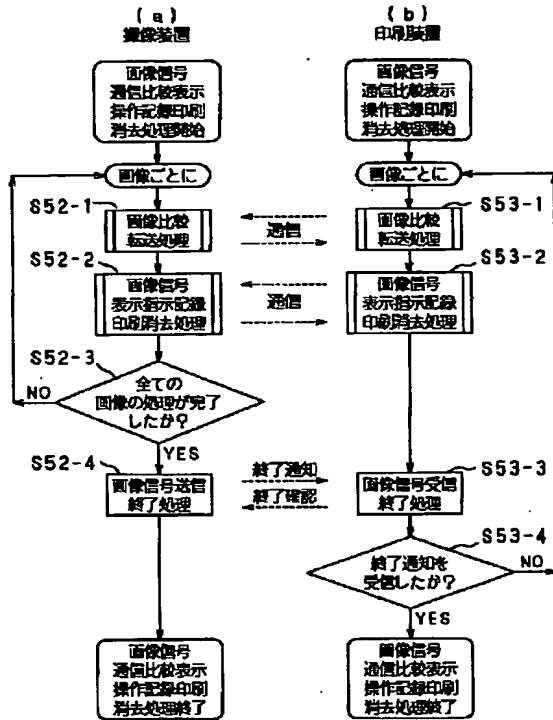 (a)
撮像装置
画像信号
通信比較表示
操作記録印刷
消去処理開始
画像ごとに
S52-1
画像比較
転送処理
S52-2
画像信号
表示指示記録
印刷消去処理
S52-3
全ての
画像の処理が完了
したか?
NO
YES
S52-4
画像信号送信
終了処理
画像信号
通信比較表示
操作記録印刷
消去処理終了
通信
通信
終了通知
終了確認
(b)
印刷装置
画像信号
通信比較表示
操作記録印刷
消去処理開始
画像ごとに
S53-1
画像比較
転送処理
S53-2
画像信号
表示指示記録
印刷消去処理
S53-3
画像信号受信
終了処理
S53-4
終了通知を
受信したか?
NO
YES
画像信号
通信比較表示
操作記録印刷
消去処理終了